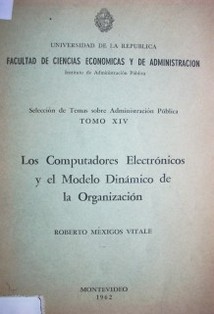 UNIVERSIDAD DE LA REPUBLICA
FACULTAD DE CIENCIAS ECONOMICAS Y DE ADMINISTRACION
Instituto de Administración Pública
Selección de Temas sobre Administración Pública
TOMO XIV
Los Computadores Electrónicos
y el Modelo Dinámico de
la Organización
ROBERTO MEXIGOS VITALE
MONTEVIDEO
1962